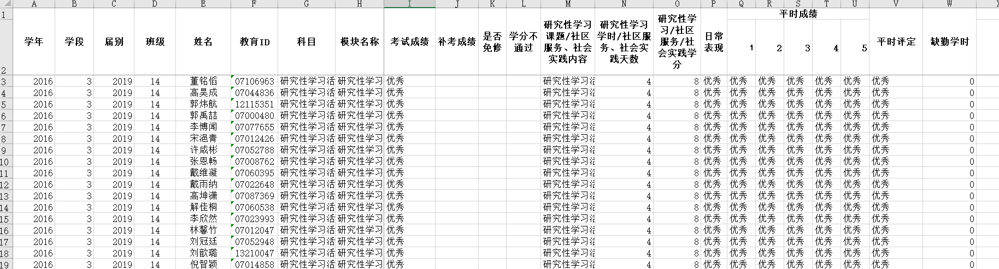 A B C D E F G H I J K L M N O P Q R S T U V W
1 平时成绩
2 学年 学段 届别 班级 姓名 教育ID 科目 模块名称 考试成绩 补考成绩 是否免修 学分不通过 研究性学习课题/社区服务、社会实践内容 研究性学习学时/社区服务、社会实践天数 研究性学习/社区服务/社会实践学分 日常表现 1 2 3 4 5 平时评定 缺勤学时
3 2016 3 2019 14 董铭慆 07106963 研究性学习活 研究性学习 优秀 研究性学习活 4 8 优秀 优秀 优秀 优秀 优秀 优秀 优秀 0
4 2016 3 2019 14 高昊成 07044836 研究性学习活 研究性学习 优秀 研究性学习活 4 8 优秀 优秀 优秀 优秀 优秀 优秀 优秀 0
5 2016 3 2019 14 郭炜航 12115351 研究性学习活 研究性学习 优秀 研究性学习活 4 8 优秀 优秀 优秀 优秀 优秀 优秀 优秀 0
6 2016 3 2019 14 郭禹喆 07000480 研究性学习活 研究性学习 优秀 研究性学习活 4 8 优秀 优秀 优秀 优秀 优秀 优秀 优秀 0
7 2016 3 2019 14 李博闻 07077655 研究性学习活 研究性学习 优秀 研究性学习活 4 8 优秀 优秀 优秀 优秀 优秀 优秀 优秀 0
8 2016 3 2019 14 宋浥青 07012426 研究性学习活 研究性学习 优秀 研究性学习活 4 8 优秀 优秀 优秀 优秀 优秀 优秀 优秀 0
9 2016 3 2019 14 许咸彬 07052788 研究性学习活 研究性学习 优秀 研究性学习活 4 8 优秀 优秀 优秀 优秀 优秀 优秀 优秀 0
10 2016 3 2019 14 张恩畅 07008762 研究性学习活 研究性学习 优秀 研究性学习活 4 8 优秀 优秀 优秀 优秀 优秀 优秀 优秀 0
11 2016 3 2019 14 戴维凝 07060395 研究性学习活 研究性学习 优秀 研究性学习活 4 8 优秀 优秀 优秀 优秀 优秀 优秀 优秀 0
12 2016 3 2019 14 戴雨纳 07022648 研究性学习活 研究性学习 优秀 研究性学习活 4 8 优秀 优秀 优秀 优秀 优秀 优秀 优秀 0
13 2016 3 2019 14 高坤潇 07087369 研究性学习活 研究性学习 优秀 研究性学习活 4 8 优秀 优秀 优秀 优秀 优秀 优秀 优秀 0
14 2016 3 2019 14 解佳桐 07060538 研究性学习活 研究性学习 优秀 研究性学习活 4 8 优秀 优秀 优秀 优秀 优秀 优秀 优秀 0
15 2016 3 2019 14 李欣然 07023993 研究性学习活 研究性学习 优秀 研究性学习活 4 8 优秀 优秀 优秀 优秀 优秀 优秀 优秀 0
16 2016 3 2019 14 林馨竹 07012047 研究性学习活 研究性学习 优秀 研究性学习活 4 8 优秀 优秀 优秀 优秀 优秀 优秀 优秀 0
17 2016 3 2019 14 刘冠廷 07052948 研究性学习活 研究性学习 优秀 研究性学习活 4 8 优秀 优秀 优秀 优秀 优秀 优秀 优秀 0
18 2016 3 2019 14 刘歆璐 13210047 研究性学习活 研究性学习 优秀 研究性学习活 4 8 优秀 优秀 优秀 优秀 优秀 优秀 优秀 0
19 2016 3 2019 14 倪智颖 07014858 研究性学习活 研究性学习 优秀 研究性学习活 4 8 优秀 优秀 优秀 优秀 优秀 优秀 优秀 0